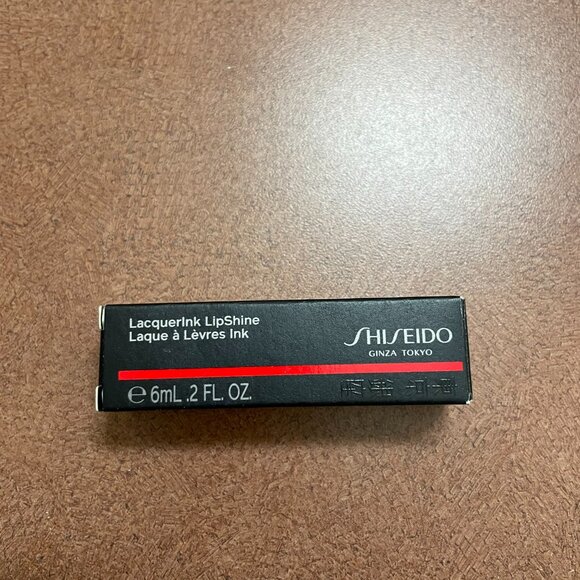 LacquerInk LipShine
Laque à Lèvres Ink
SHISEIDO
GINZA TOKYO
℮ 6mL .2 FL. OZ.